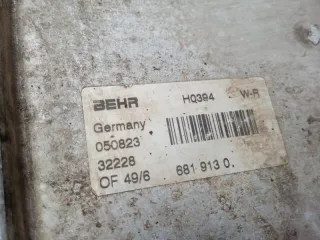 BEHR HQ394 W-R
Germany
050823
32228
OF 49/6 681 913 0.